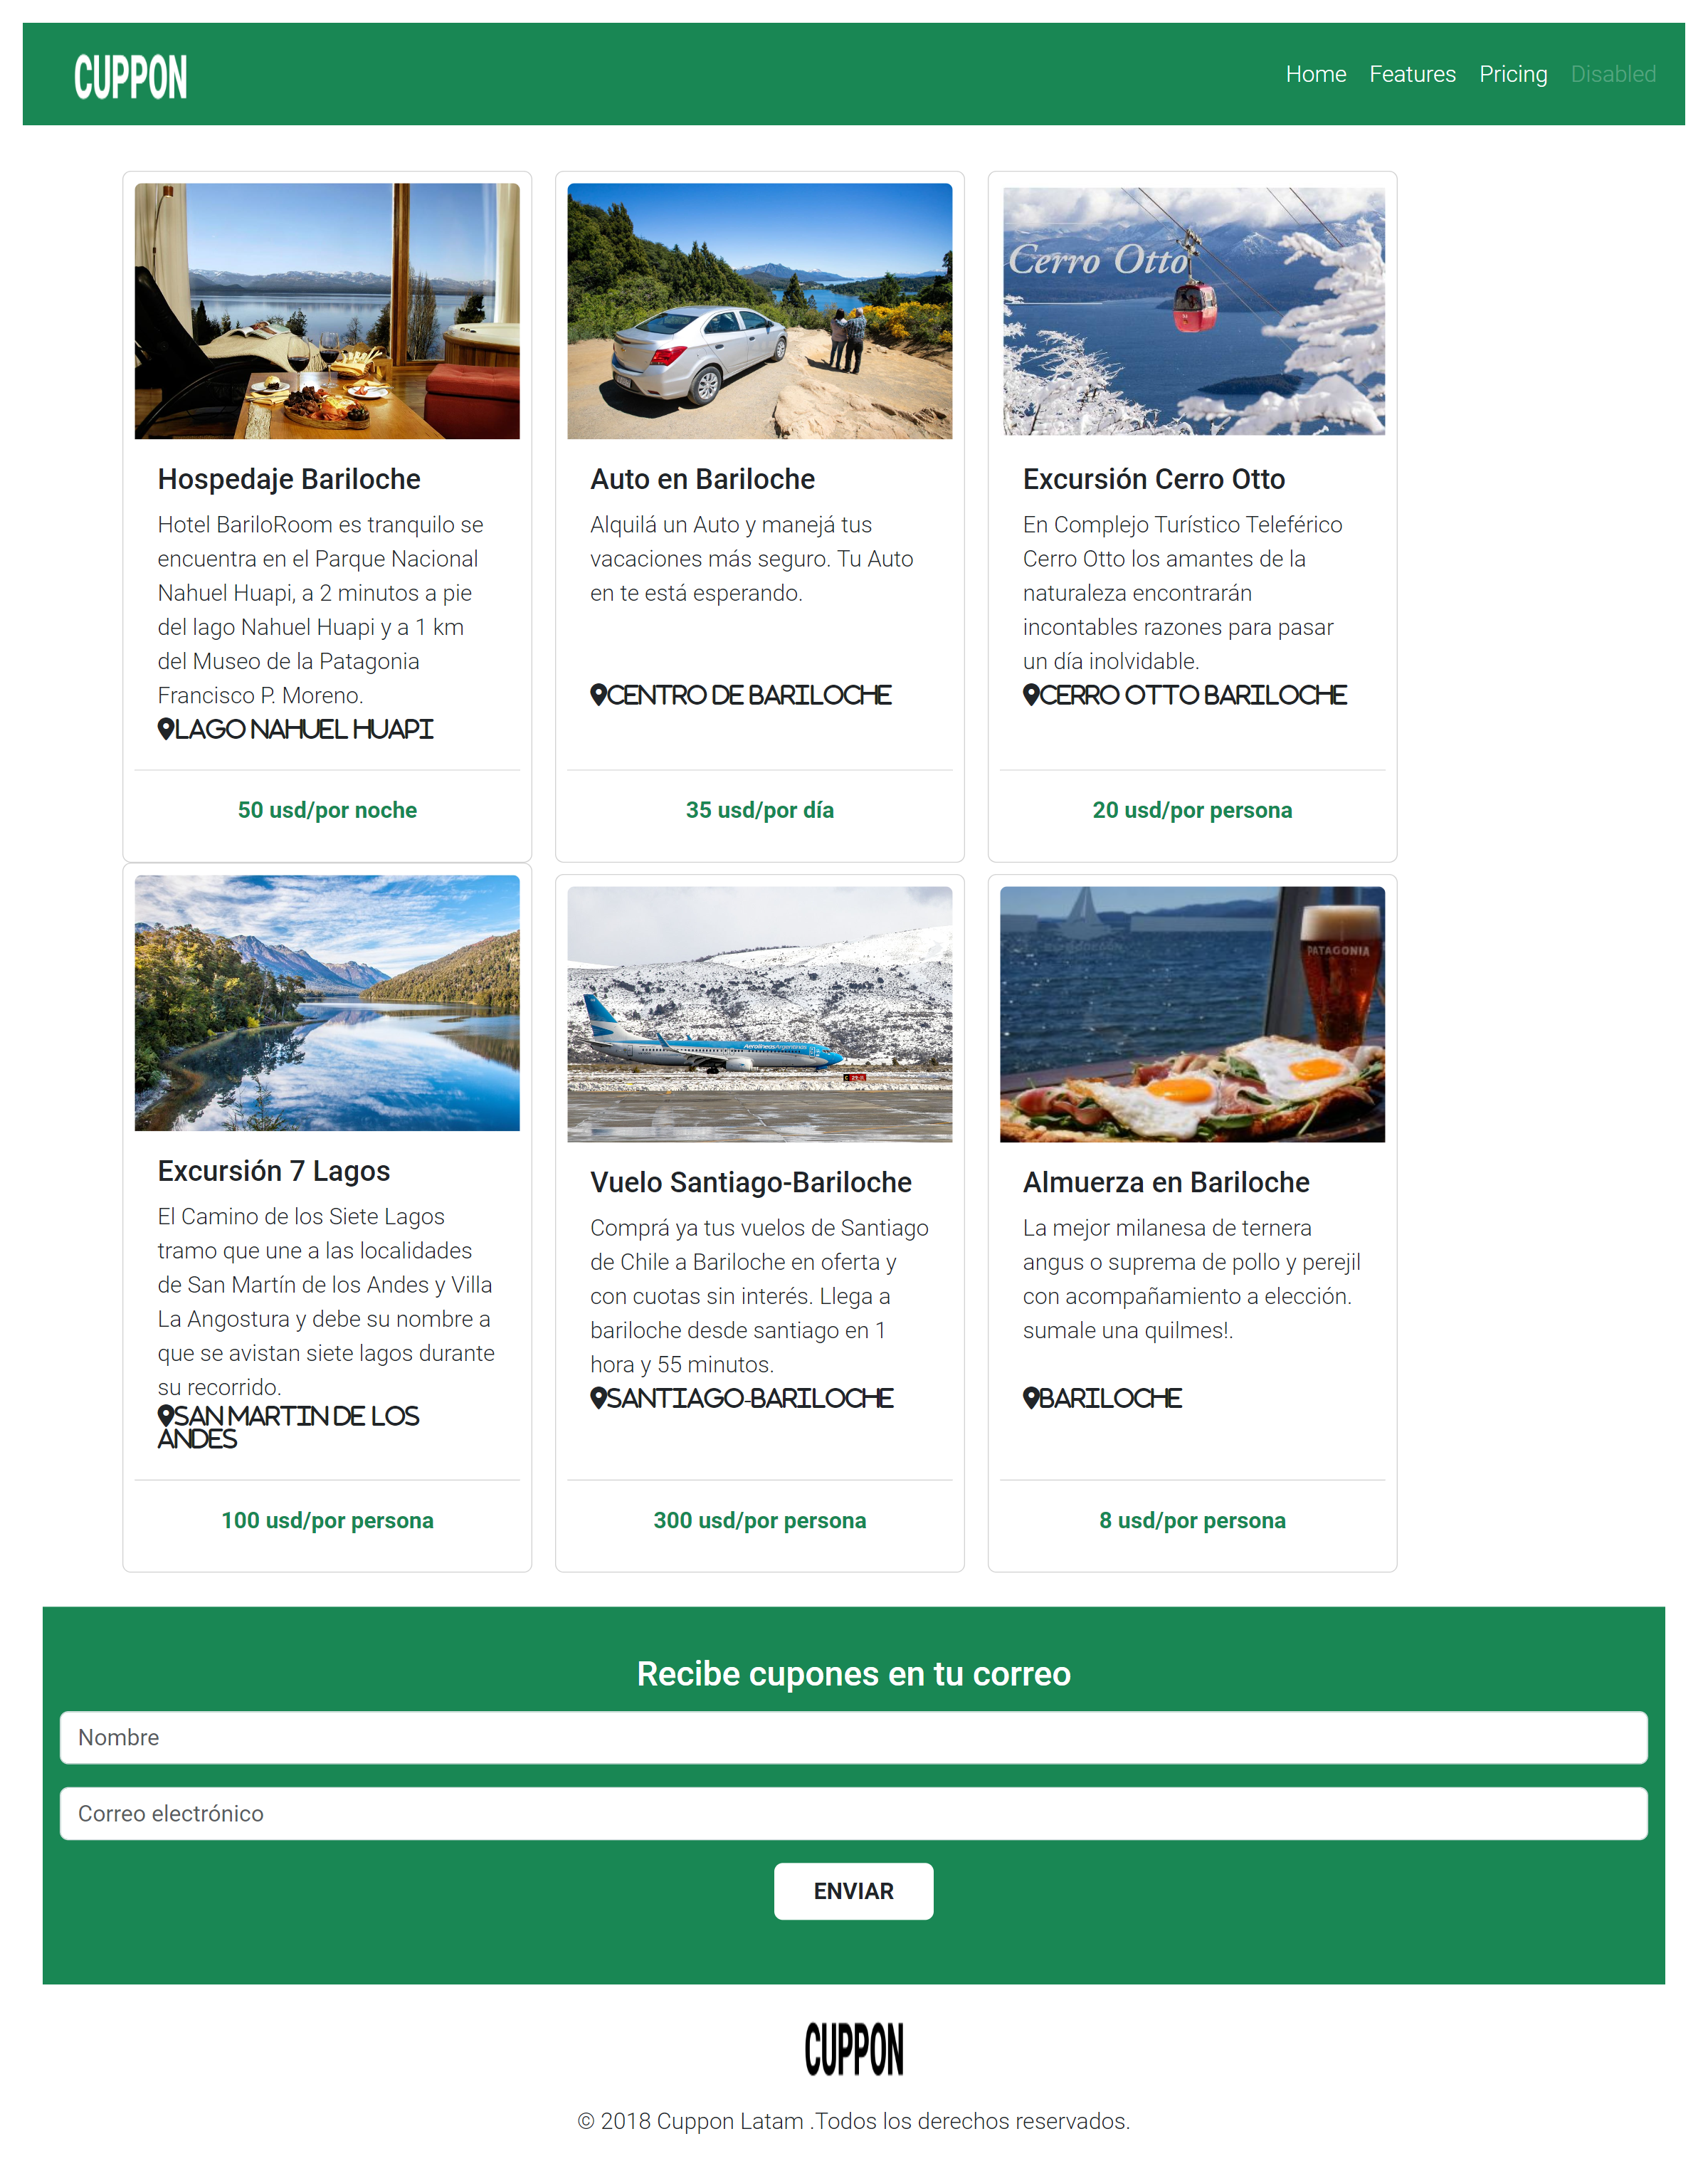 CUPPON
Home Features Pricing Disabled
Cerro Otto
Hospedaje Bariloche
Hotel BariloRoom es tranquilo se
encuentra en el Parque Nacional
Nahuel Huapi, a 2 minutos a pie
del lago Nahuel Huapi y a 1 km
del Museo de la Patagonia
Francisco P. Moreno.
LAGO NAHUEL HUAPI
50 usd/por noche
Auto en Bariloche
Alquilá un Auto y manejá tus
vacaciones más seguro. Tu Auto
en te está esperando.
CENTRO DE BARILOCHE
35 usd/por día
Excursión Cerro Otto
En Complejo Turístico Teleférico
Cerro Otto los amantes de la
naturaleza encontrarán
incontables razones para pasar
un día inolvidable.
CERRO OTTO BARILOCHE
20 usd/por persona
Excursión 7 Lagos
El Camino de los Siete Lagos
tramo que une a las localidades
de San Martín de los Andes y Villa
La Angostura y debe su nombre a
que se avistan siete lagos durante
su recorrido.
SAN MARTIN DE LOS
ANDES
100 usd/por persona
Aerolíneas Argentinas
Vuelo Santiago-Bariloche
Comprá ya tus vuelos de Santiago
de Chile a Bariloche en oferta y
con cuotas sin interés. Llega a
bariloche desde santiago en 1
hora y 55 minutos.
SANTIAGO-BARILOCHE
300 usd/por persona
PATAGONIA
Almuerza en Bariloche
La mejor milanesa de ternera
angus o suprema de pollo y perejil
con acompañamiento a elección.
sumale una quilmes!.
BARILOCHE
8 usd/por persona
Recibe cupones en tu correo
Nombre
Correo electrónico
ENVIAR
CUPPON
© 2018 Cuppon Latam .Todos los derechos reservados.